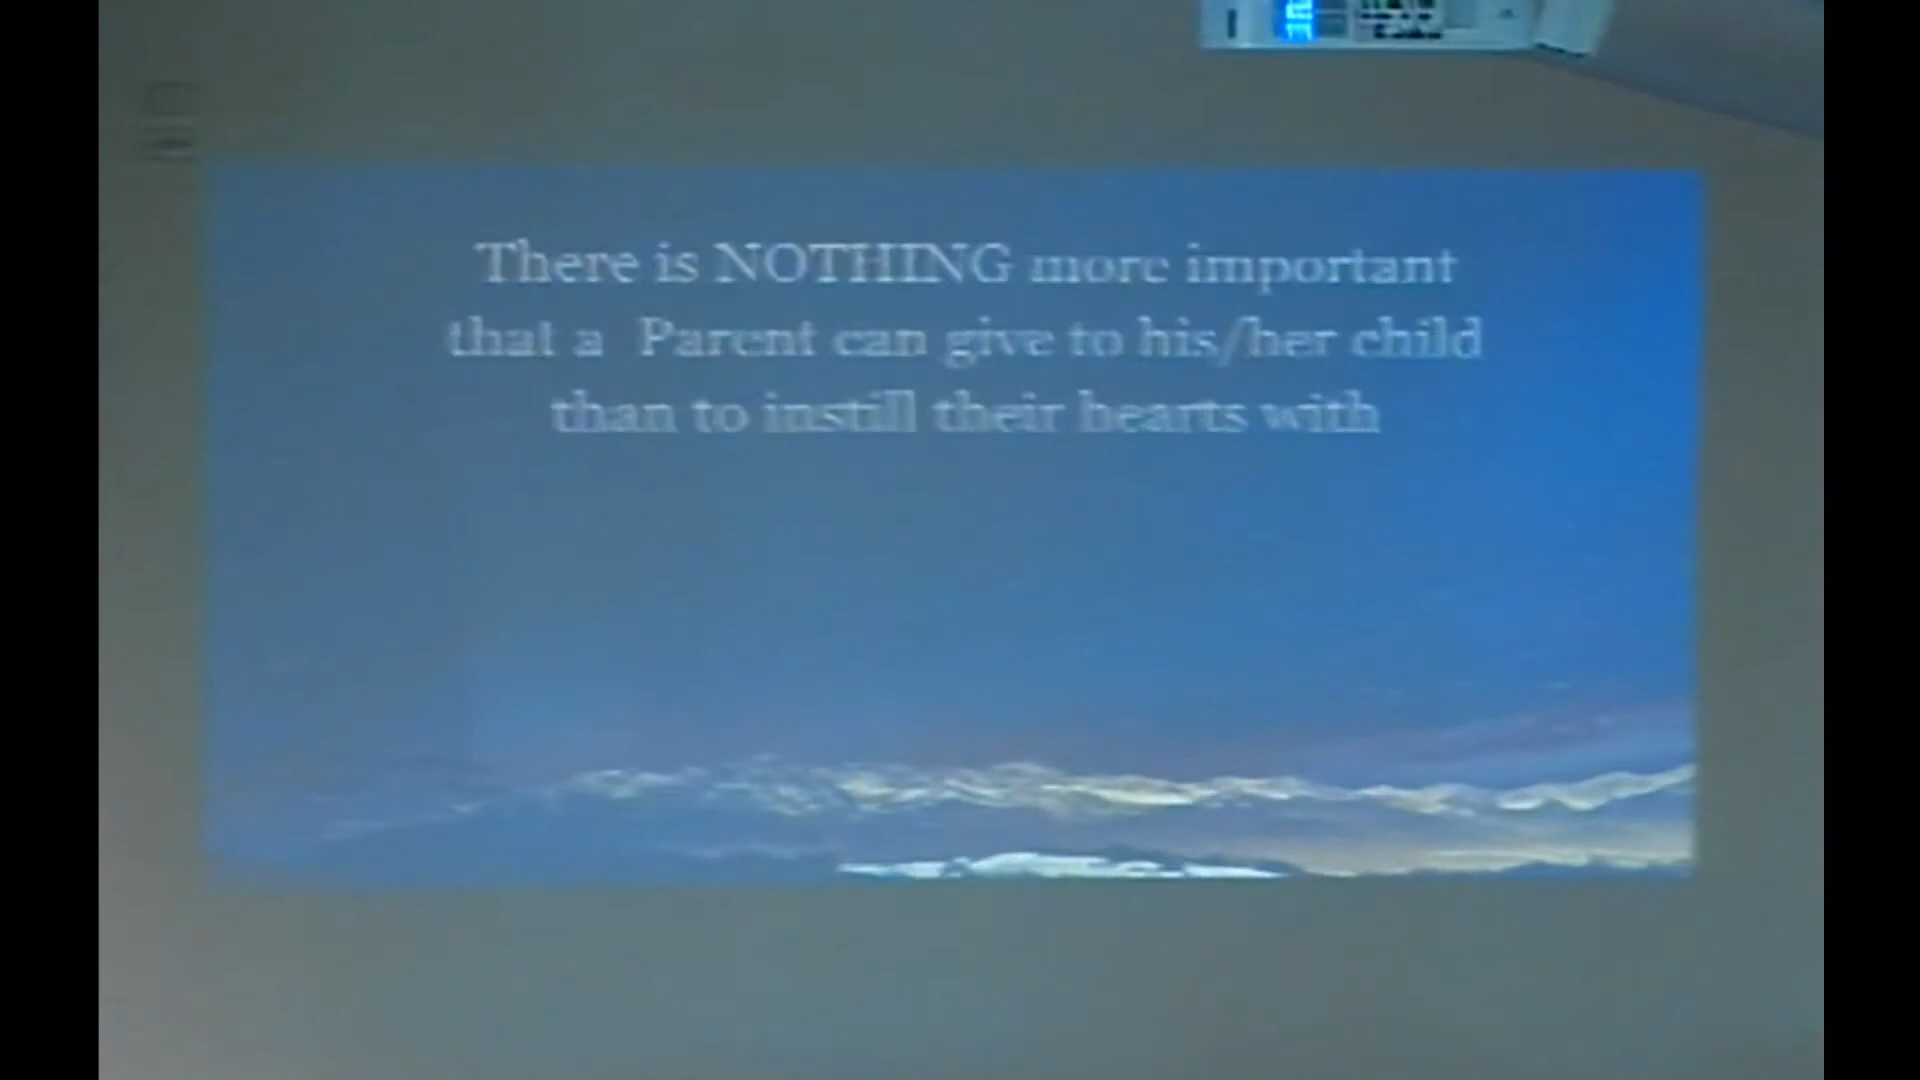 There is NOTHING more important
that a Parent can give to his/her child
than to instill their hearts with